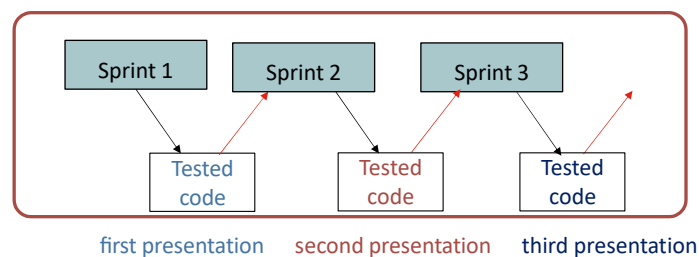 Sprint 1
Sprint 2
Sprint 3
Tested
code
Tested
code
Tested
code
first presentation
second presentation
third presentation